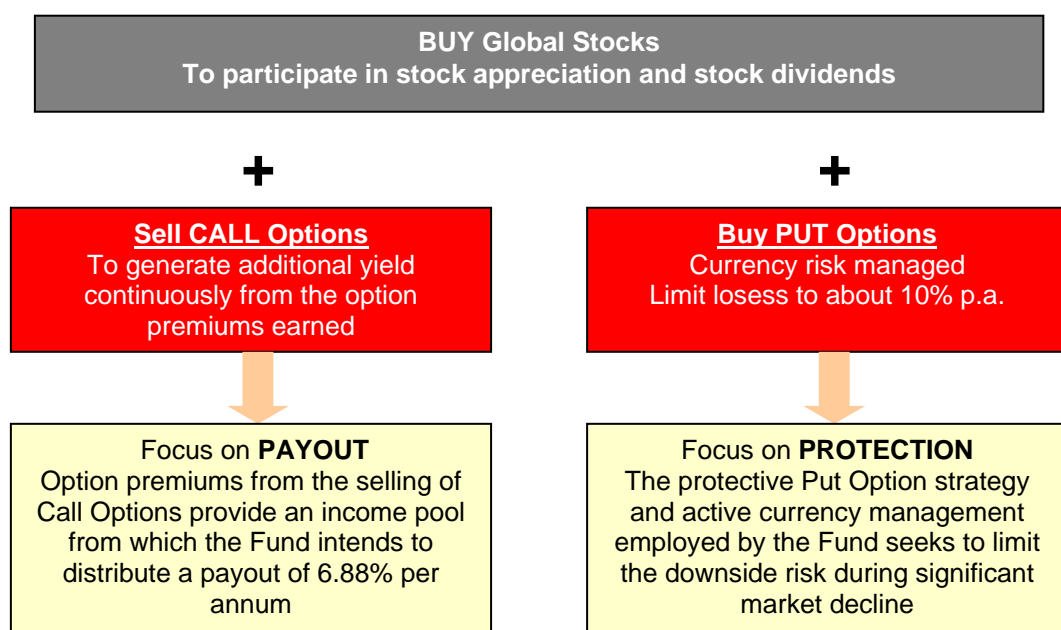 BUY Global Stocks
To participate in stock appreciation and stock dividends
+
+
Sell CALL Options
To generate additional yield
continuously from the option
premiums earned
Buy PUT Options
Currency risk managed
Limit losess to about 10% p.a.
Focus on PAYOUT
Option premiums from the selling of
Call Options provide an income pool
from which the Fund intends to
distribute a payout of 6.88% per
annum
Focus on PROTECTION
The protective Put Option strategy
and active currency management
employed by the Fund seeks to limit
the downside risk during significant
market decline